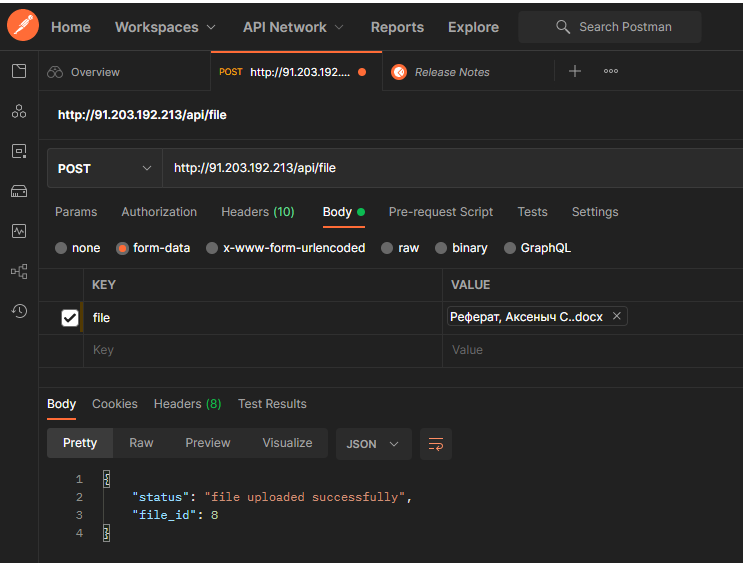 Home Workspaces API Network Reports Explore Search Postman
Overview POST http://91.203.192.... Release Notes
http://91.203.192.213/api/file
POST http://91.203.192.213/api/file
Params Authorization Headers (10) Body Pre-request Script Tests Settings
none form-data x-www-form-urlencoded raw binary GraphQL
KEY VALUE
file Реферат, Аксеныч С..docx
Key Value
Body Cookies Headers (8) Test Results
Pretty Raw Preview Visualize JSON
1 {
2 "status": "file uploaded successfully",
3 "file_id": 8
4 }